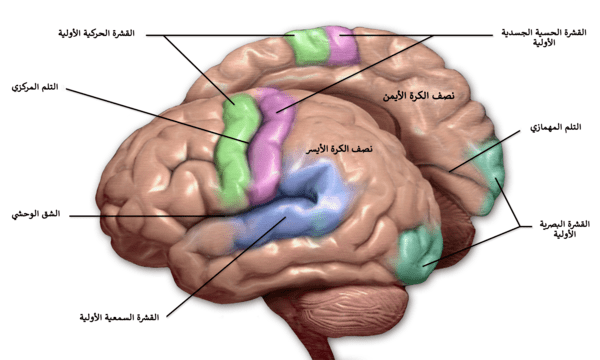 القشرة الحسية الجسدية
الأولية
القشرة الحركية الأولية
التلم المركزي
نصف الكرة الأيمن
التلم المهمازي
نصف الكرة الأيسر
الشق الوحشي
القشرة البصرية
الأولية
القشرة السمعية الأولية